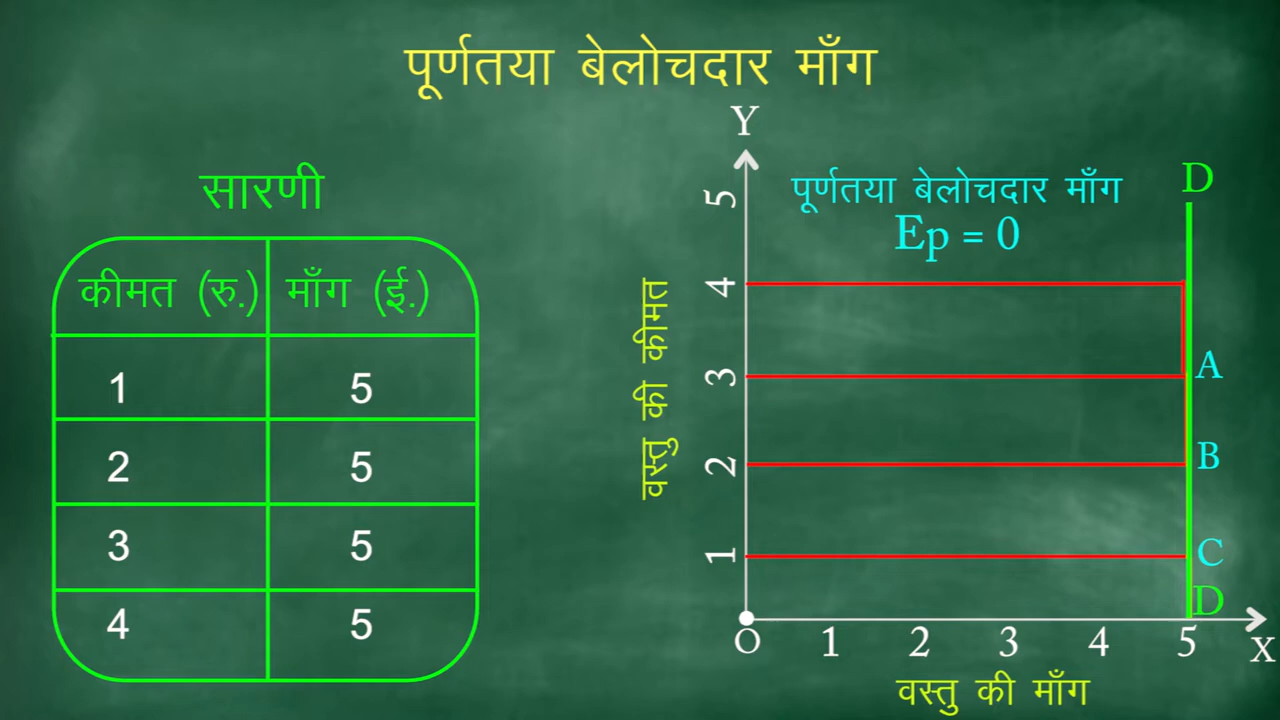 पूर्णतया बेलोचदार माँग
सारणी
कीमत (रु.) माँग (ई.)
1 5
2 5
3 5
4 5
Y
पूर्णतया बेलोचदार माँग
Ep = 0
D
5
4
3
2
1
वस्तु की कीमत
A
B
C
D
O 1 2 3 4 5 X
वस्तु की माँग